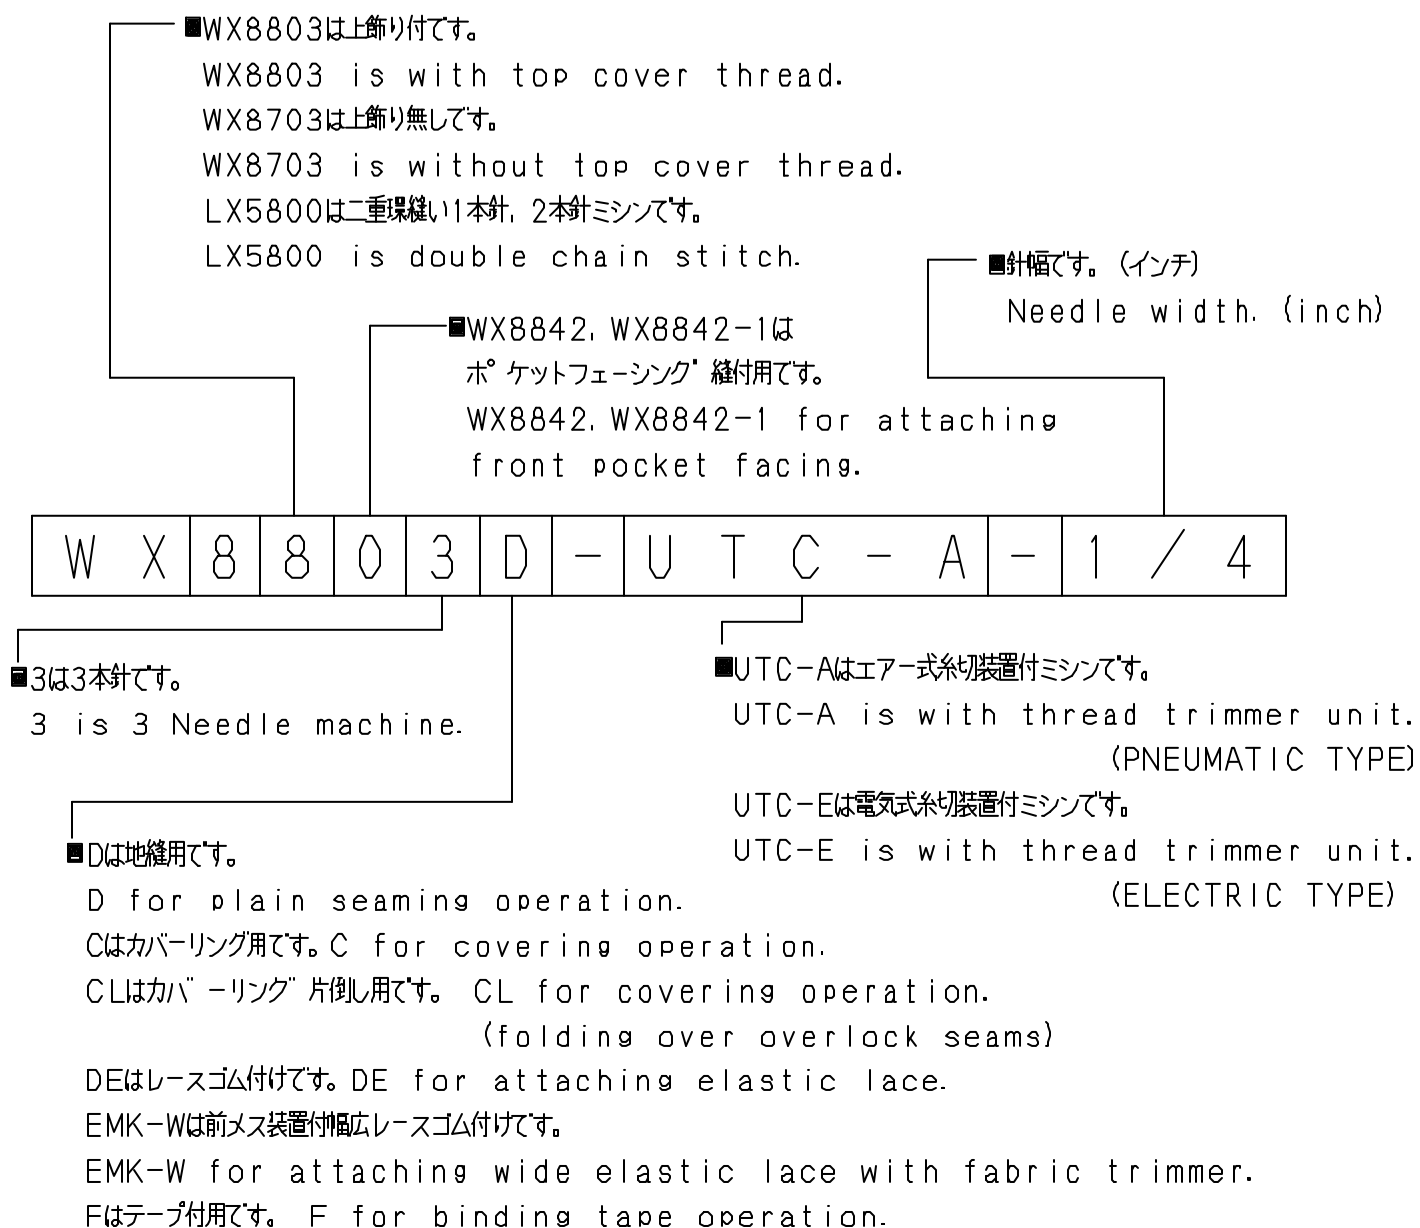 ■WX8803は上飾り付です。
WX8803 is with top cover thread.
WX8703は上飾り無しです。
WX8703 is without top cover thread.
LX5800は二重環縫い1本針, 2本針ミシンです。
LX5800 is double chain stitch.
■針幅です。(インチ)
Needle width. (inch)
■WX8842, WX8842-1は
ポケットフェーシング縫付用です。
WX8842, WX8842-1 for attaching
front pocket facing.
WX8803D-UTC-A-1/4
■3は3本針です。
3 is 3 Needle machine.
■UTC-Aはエアー式糸切装置付ミシンです。
UTC-A is with thread trimmer unit.
(PNEUMATIC TYPE)
UTC-Eは電気式糸切装置付ミシンです。
UTC-E is with thread trimmer unit.
(ELECTRIC TYPE)
■Dは地縫用です。
D for plain seaming operation.
Cはカバーリング用です。C for covering operation.
CLはカバーリング片倒し用です。 CL for covering operation.
(folding over overlock seams)
DEはレースゴム付けです。DE for attaching elastic lace.
EMK-Wは前メス装置付幅広レースゴム付けです。
EMK-W for attaching wide elastic lace with fabric trimmer.
Fはテープ付用です。 F for binding tape operation.